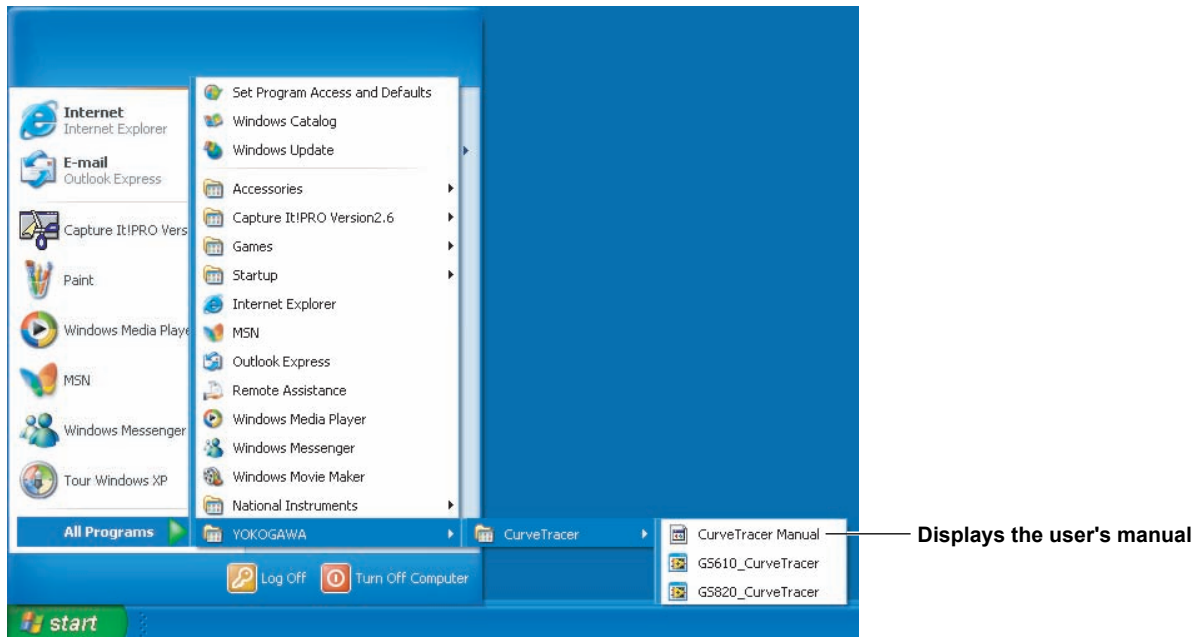 Internet
Internet Explorer
E-mail
Outlook Express
Capture It!PRO Vers
Paint
Windows Media Playe
MSN
Windows Messenger
Tour Windows XP
All Programs
Set Program Access and Defaults
Windows Catalog
Windows Update
Accessories
Capture It!PRO Version2.6
Games
Startup
Internet Explorer
MSN
Outlook Express
Remote Assistance
Windows Media Player
Windows Messenger
Windows Movie Maker
National Instruments
YOKOGAWA
CurveTracer
CurveTracer Manual
GS610_CurveTracer
GS820_CurveTracer
Displays the user's manual
Log Off
Turn Off Computer
start